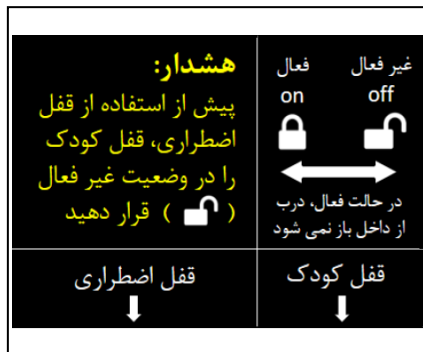 غیر فعال
فعال
off
on
در حالت فعال، درب
از داخل باز نمی شود
قفل کودک
هشدار:
پیش از استفاده از قفل
اضطراری، قفل کودک
را در وضعیت غیر فعال
( ) قرار دهید
قفل اضطراری